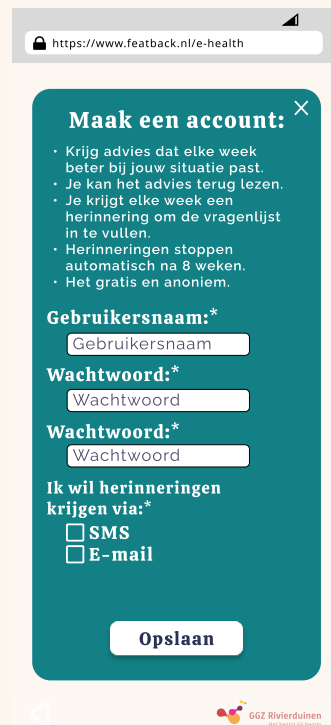 https://www.featback.nl/e-health
Maak een account:
• Krijg advies dat elke week
beter bij jouw situatie past.
• Je kan het advies terug lezen.
• Je krijgt elke week een
herinnering om de vragenlijst
in te vullen.
• Herinneringen stoppen
automatisch na 8 weken.
• Het gratis en anoniem.
Gebruikersnaam:*
Gebruikersnaam
Wachtwoord:*
Wachtwoord
Wachtwoord:*
Wachtwoord
Ik wil herinneringen
krijgen via:*
SMS
E-mail
Opslaan
GGZ Rivierduinen